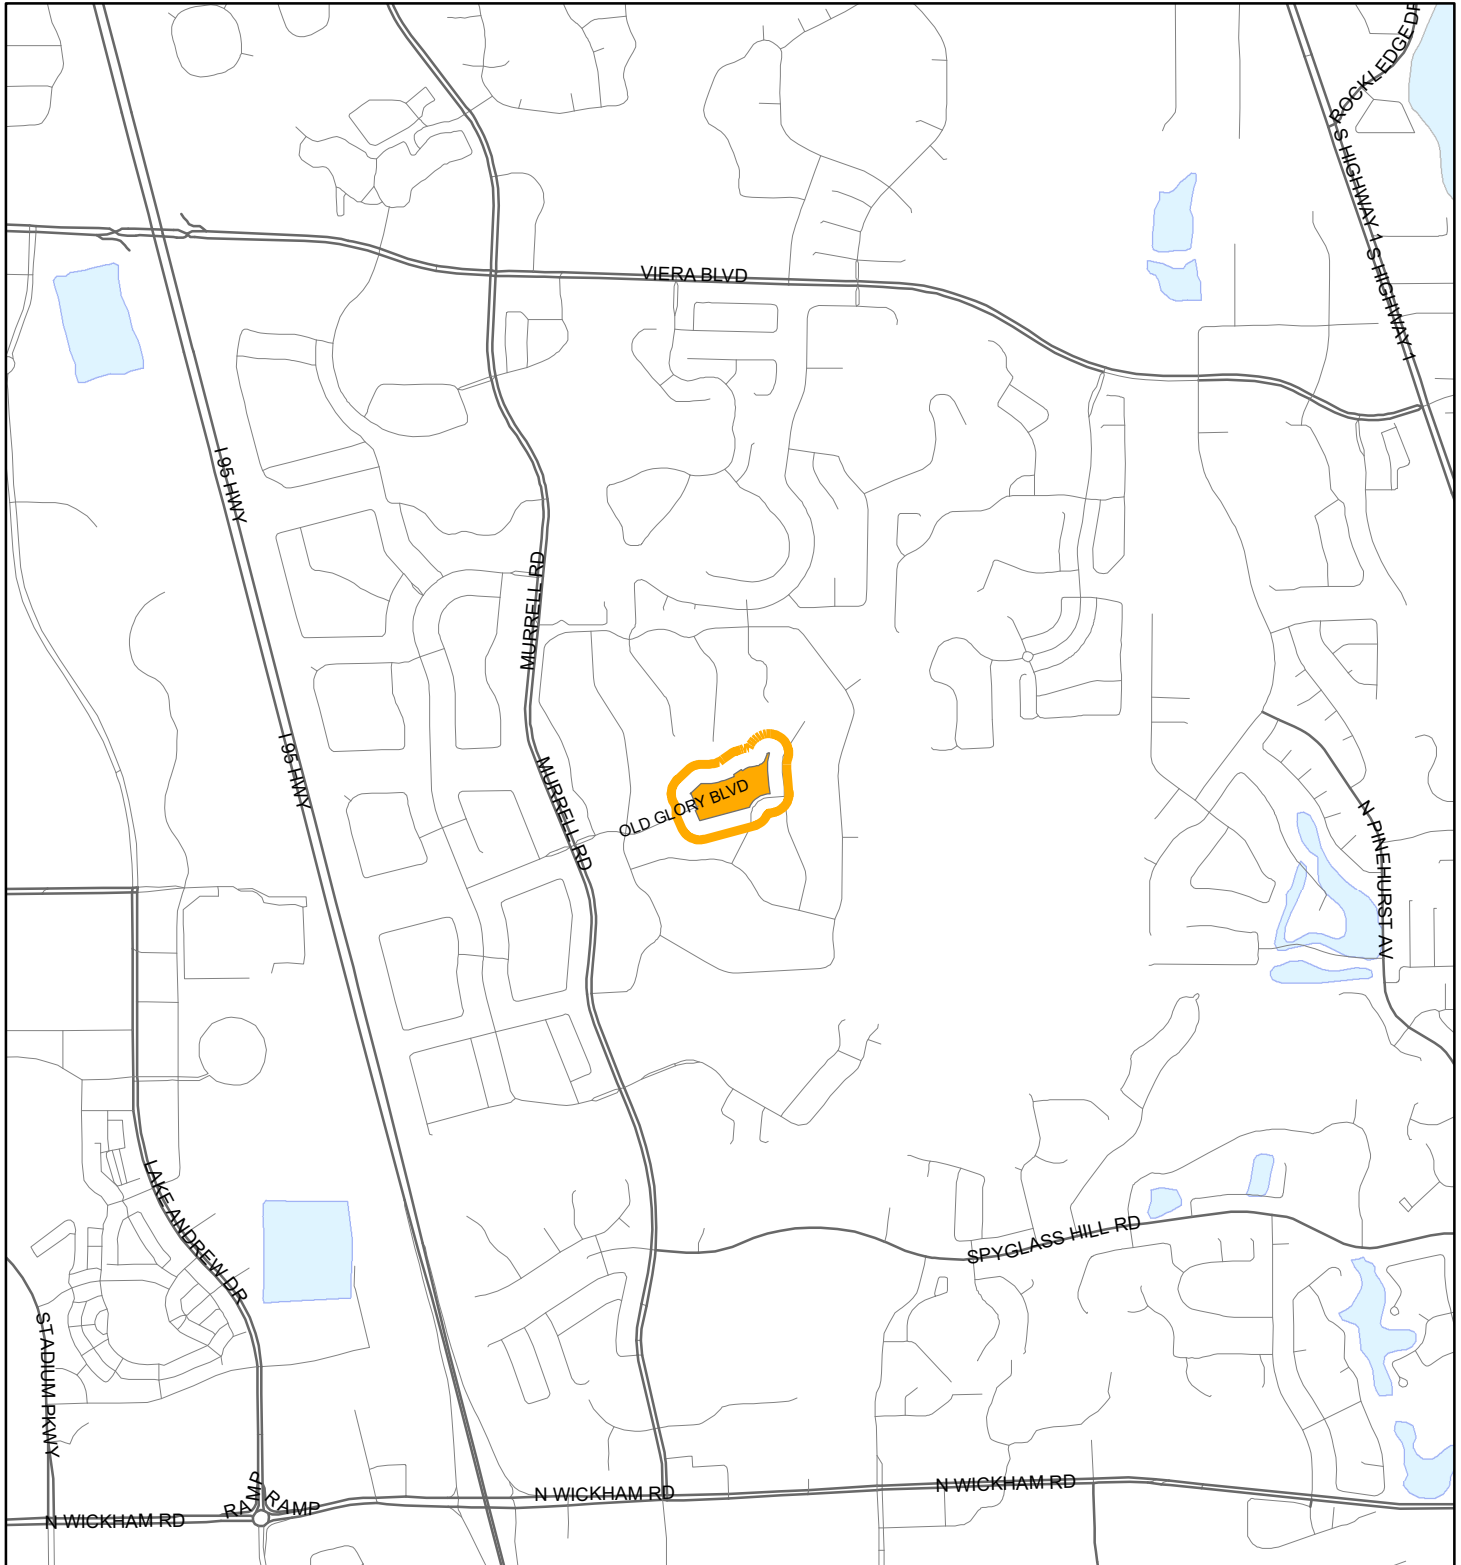 ROCKLEDGE DR
S HIGHWAY 1
S HIGHWAY 1
VIERA BLVD
I 95 HWY
MURRELL RD
I 95 HWY
MURRELL RD
OLD GLORY BLVD
N PINEHURST AV
LAKE ANDREW DR
SPYGLASS HILL RD
STADIUM PKWY
N WICKHAM RD
N WICKHAM RD
RAMP
RAMP
N WICKHAM RD